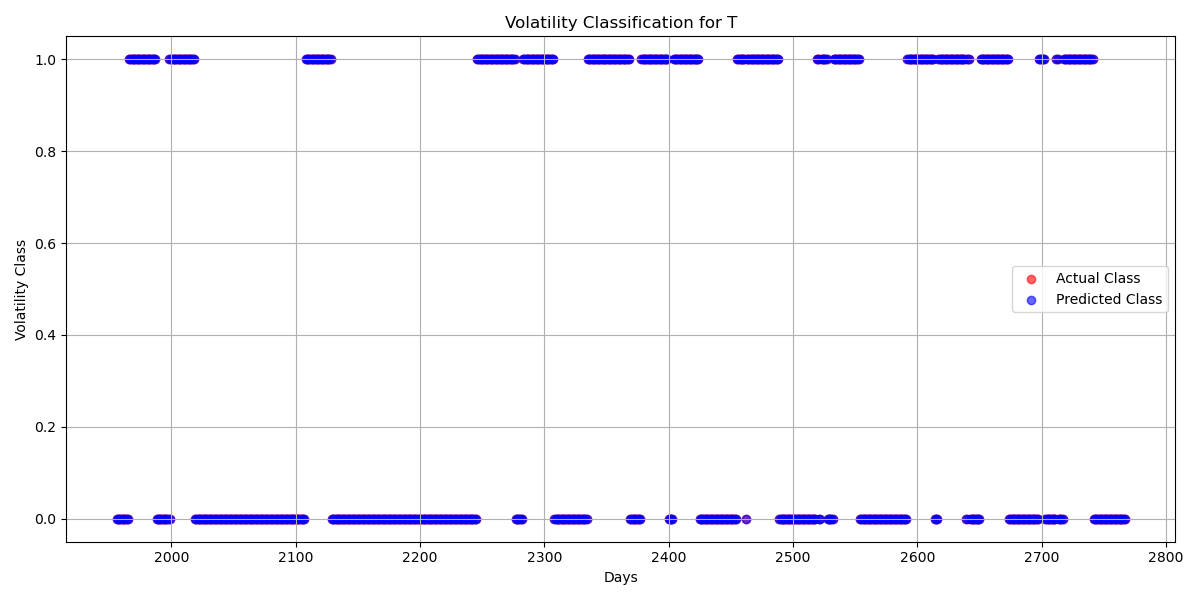 Volatility Classification for T
1.0
0.8
0.6
0.4
0.2
0.0
Volatility Class
Actual Class
Predicted Class
2000 2100 2200 2300 2400 2500 2600 2700 2800
Days